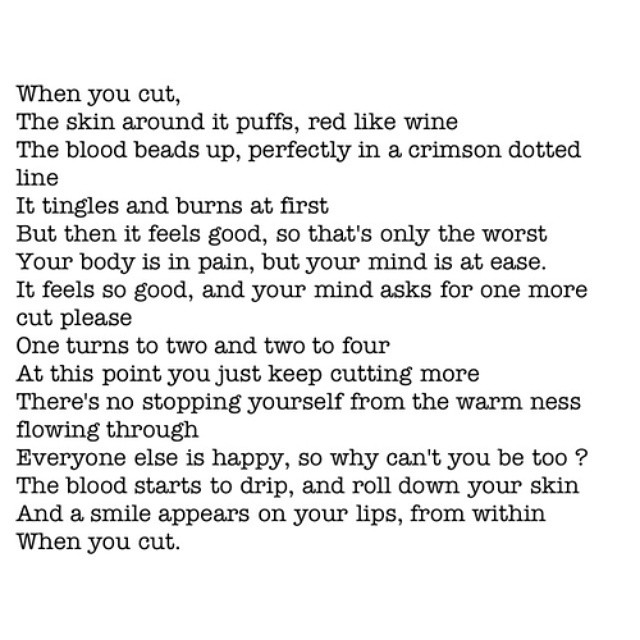 When you cut,
The skin around it puffs, red like wine
The blood beads up, perfectly in a crimson dotted
line
It tingles and burns at first
But then it feels good, so that's only the worst
Your body is in pain, but your mind is at ease.
It feels so good, and your mind asks for one more
cut please
One turns to two and two to four
At this point you just keep cutting more
There's no stopping yourself from the warm ness
flowing through
Everyone else is happy, so why can't you be too ?
The blood starts to drip, and roll down your skin
And a smile appears on your lips, from within
When you cut.